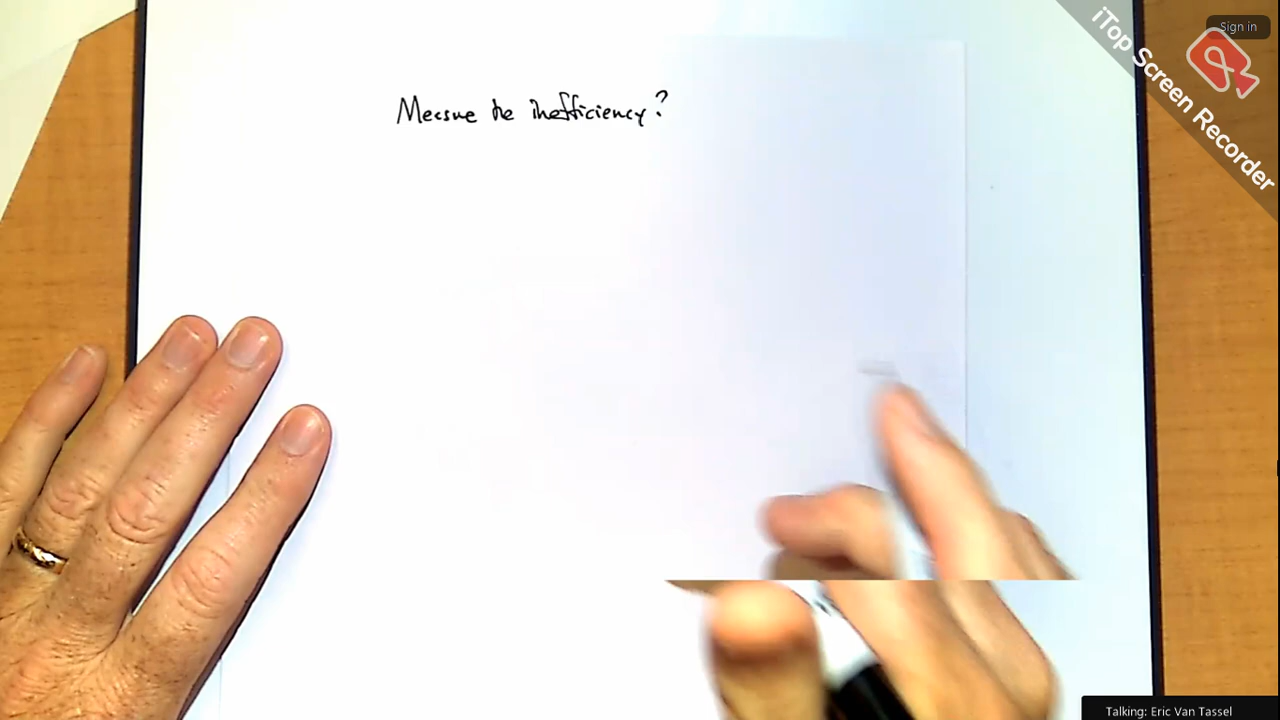 Measure the inefficiency?
iTop Screen Recorder
Sign in
Talking: Eric Van Tassel